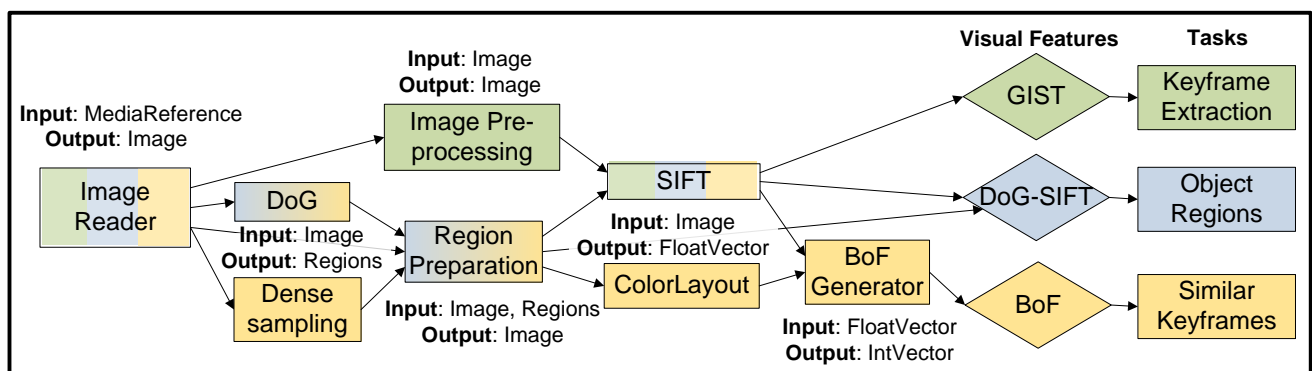 Visual Features
Tasks
Input: Image
Output: Image
Input: MediaReference
Output: Image
Image Pre-
processing
GIST
Keyframe
Extraction
Image
Reader
DoG
SIFT
DoG-SIFT
Object
Regions
Input: Image
Output: Regions
Region
Preparation
Input: Image
Output: FloatVector
Dense
sampling
ColorLayout
BoF
Generator
BoF
Similar
Keyframes
Input: Image, Regions
Output: Image
Input: FloatVector
Output: IntVector